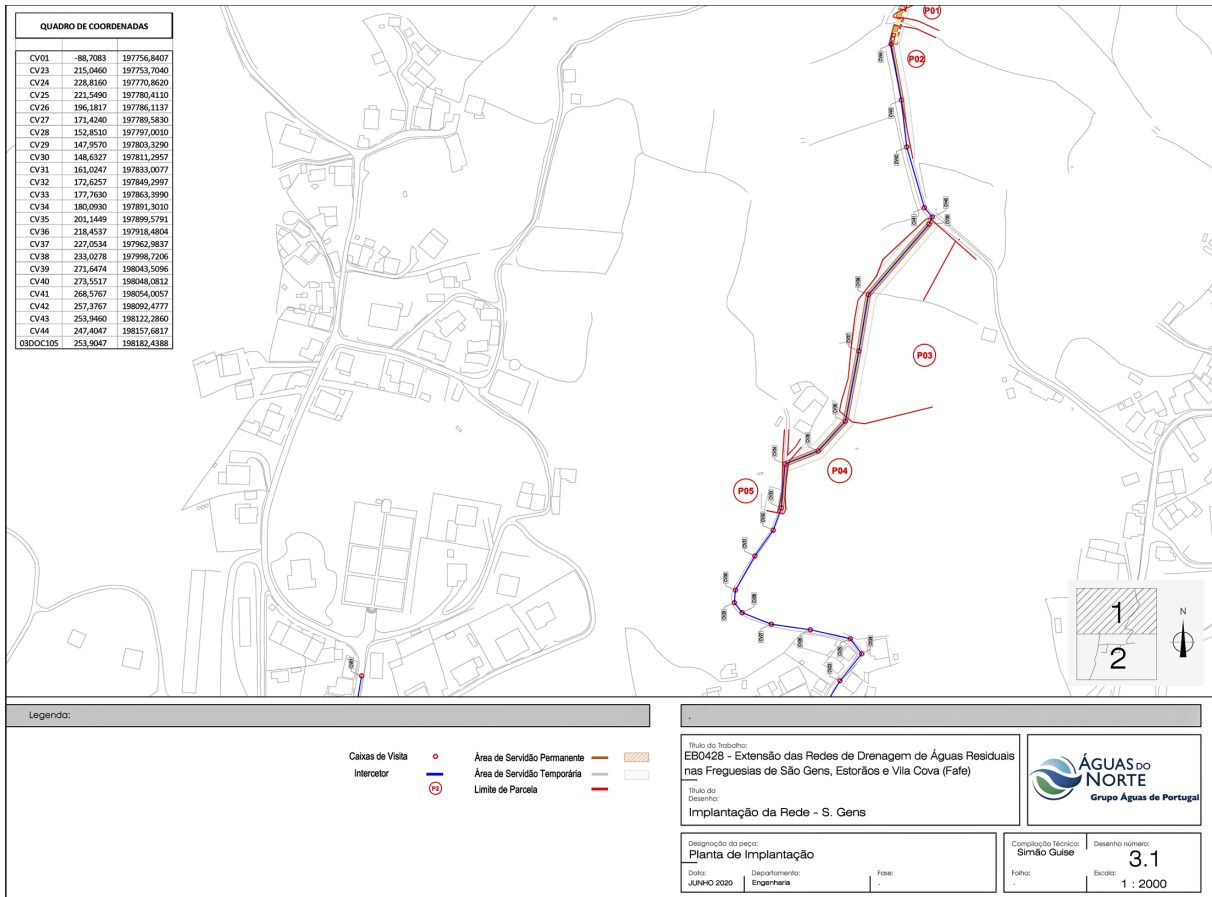 QUADRO DE COORDENADAS
CV01 -88,7083 197756,8407
CV23 215,0460 197753,7040
CV24 228,8160 197770,8620
CV25 221,5490 197780,4110
CV26 196,1817 197786,1137
CV27 171,4240 197789,5830
CV28 152,8510 197797,0010
CV29 147,9570 197803,3290
CV30 148,6327 197811,2957
CV31 161,0247 197833,0077
CV32 172,6257 197849,2997
CV33 177,7630 197863,3990
CV34 180,0930 197891,3010
CV35 201,1449 197899,5791
CV36 218,4537 197918,4804
CV37 227,0534 197962,9837
CV38 233,0278 197998,7206
CV39 271,6474 198043,5096
CV40 273,5517 198048,0812
CV41 268,5767 198054,0057
CV42 257,3767 198092,4777
CV43 253,9460 198122,2860
CV44 247,4047 198157,6817
03DOC105 253,9047 198182,4388
P01
P02
P03
P04
P05
1
2
N
Legenda:
Caixas de Visita
Intercetor
P2
Área de Servidão Permanente
Área de Servidão Temporária
Limite de Parcela
.
Título do Trabalho:
EB0428 - Extensão das Redes de Drenagem de Águas Residuais
nas Freguesias de São Gens, Estorãos e Vila Cova (Fafe)
Título do
Desenho:
Implantação da Rede - S. Gens
ÁGUAS DO
NORTE
Grupo Águas de Portugal
Designação da peça:
Planta de Implantação
Data:
JUNHO 2020
Departamento:
Engenharia
Fase:
.
Compilação Técnica:
Simão Guise
Desenho número:
3.1
Folha:
.
Escala:
1 : 2000